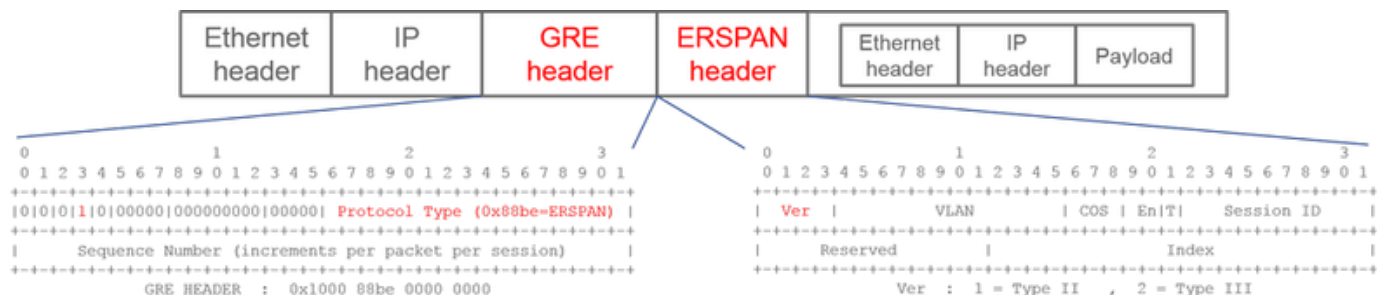 Ethernet header IP header GRE header ERSPAN header Ethernet header IP header Payload
0 1 2 3
0 1 2 3 4 5 6 7 8 9 0 1 2 3 4 5 6 7 8 9 0 1 2 3 4 5 6 7 8 9 0 1
+-+-+-+-+-+-+-+-+-+-+-+-+-+-+-+-+-+-+-+-+-+-+-+-+-+-+-+-+-+-+-+-+
|0|0|0|1|0|00000|000000000|00000| Protocol Type (0x88be=ERSPAN) |
+-+-+-+-+-+-+-+-+-+-+-+-+-+-+-+-+-+-+-+-+-+-+-+-+-+-+-+-+-+-+-+-+
| Sequence Number (increments per packet per session) |
+-+-+-+-+-+-+-+-+-+-+-+-+-+-+-+-+-+-+-+-+-+-+-+-+-+-+-+-+-+-+-+-+
GRE HEADER : 0x1000 88be 0000 0000
0 1 2 3
0 1 2 3 4 5 6 7 8 9 0 1 2 3 4 5 6 7 8 9 0 1 2 3 4 5 6 7 8 9 0 1
+-+-+-+-+-+-+-+-+-+-+-+-+-+-+-+-+-+-+-+-+-+-+-+-+-+-+-+-+-+-+-+-+
| Ver | VLAN | COS | En|T| Session ID |
+-+-+-+-+-+-+-+-+-+-+-+-+-+-+-+-+-+-+-+-+-+-+-+-+-+-+-+-+-+-+-+-+
| Reserved | Index |
+-+-+-+-+-+-+-+-+-+-+-+-+-+-+-+-+-+-+-+-+-+-+-+-+-+-+-+-+-+-+-+-+
Ver : 1 = Type II , 2 = Type III